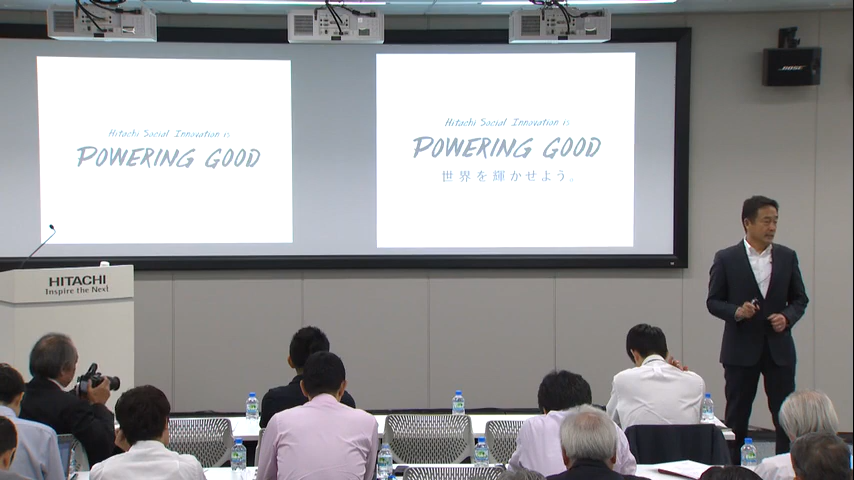 Hitachi Social Innovation is
POWERING GOOD
Hitachi Social Innovation is
POWERING GOOD
世界を輝かせよう。
BOSE
HITACHI
Inspire the Next